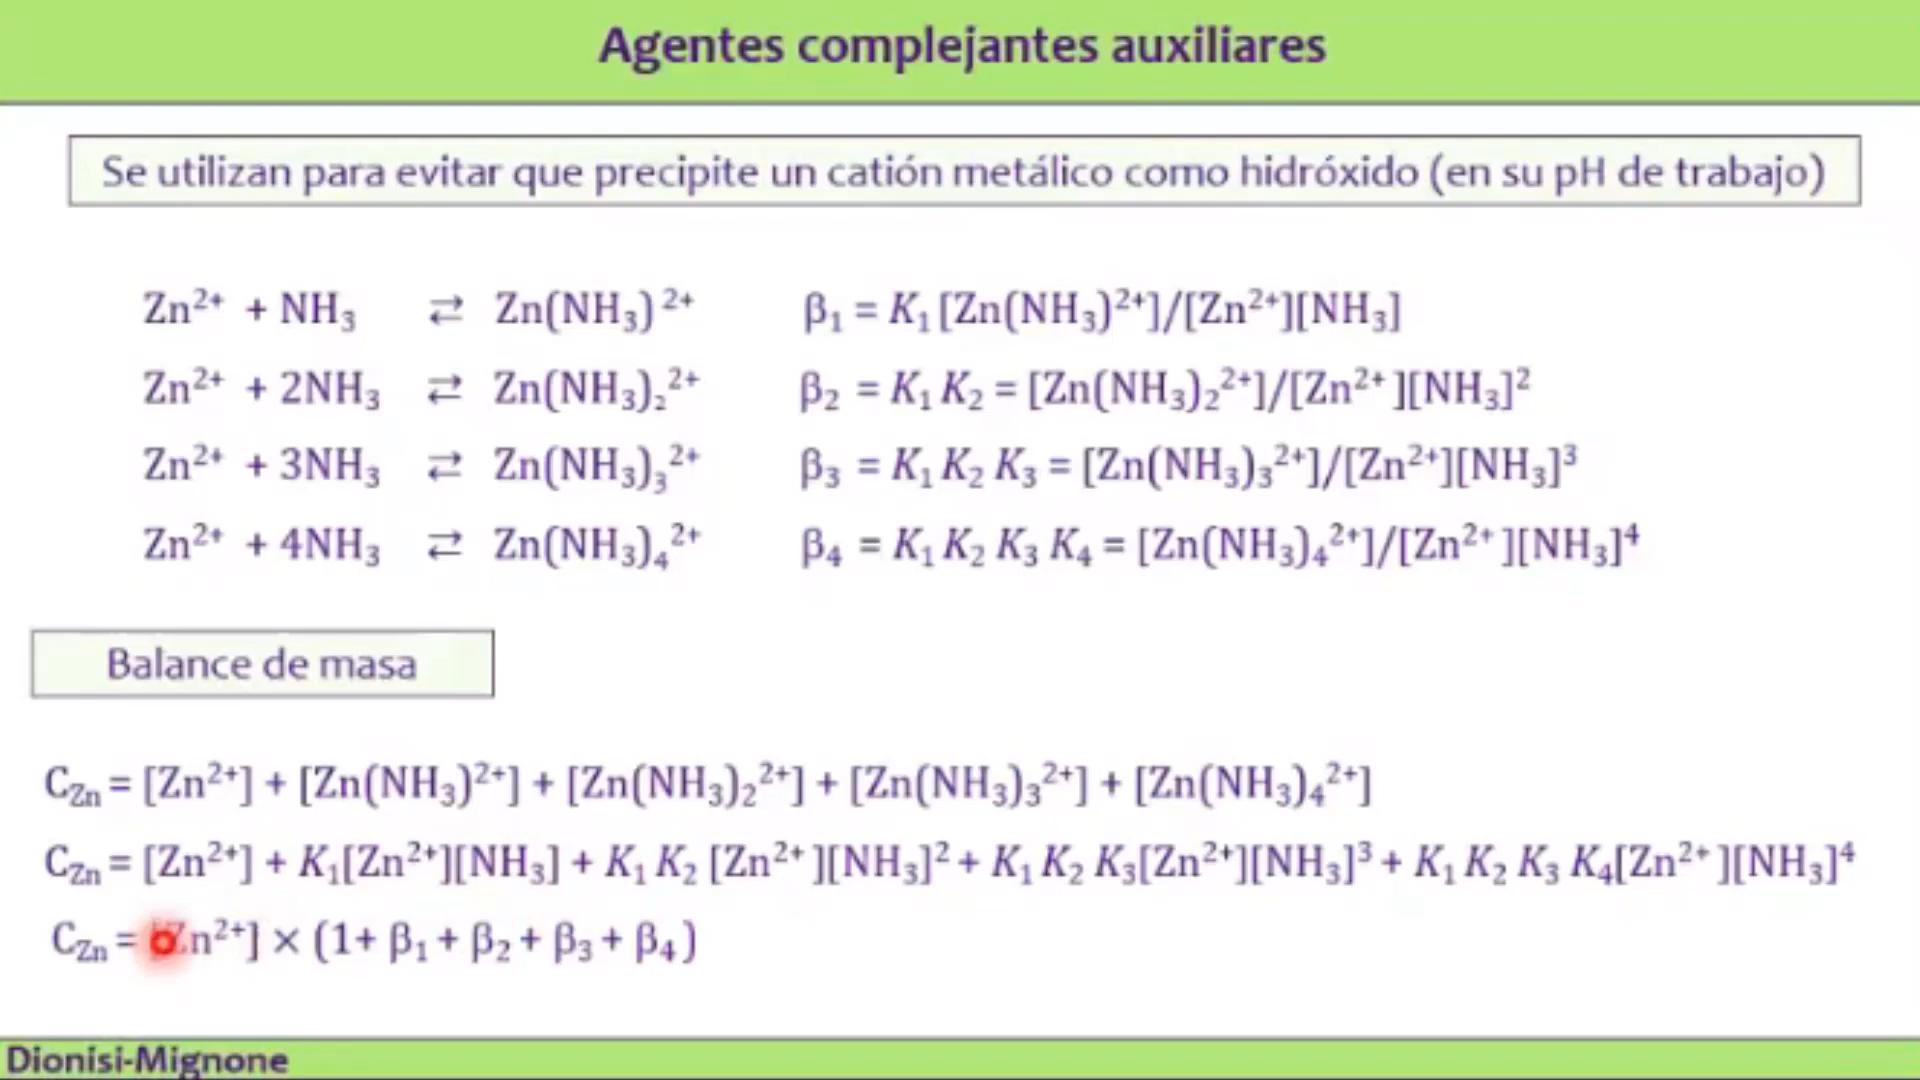 Agentes complejantes auxiliares
Se utilizan para evitar que precipite un catión metálico como hidróxido (en su pH de trabajo)
Zn²⁺ + NH₃ ⇄ Zn(NH₃)²⁺ β₁ = K₁ [Zn(NH₃)²⁺]/[Zn²⁺][NH₃]
Zn²⁺ + 2NH₃ ⇄ Zn(NH₃)₂²⁺ β₂ = K₁ K₂ = [Zn(NH₃)₂²⁺]/[Zn²⁺][NH₃]²
Zn²⁺ + 3NH₃ ⇄ Zn(NH₃)₃²⁺ β₃ = K₁ K₂ K₃ = [Zn(NH₃)₃²⁺]/[Zn²⁺][NH₃]³
Zn²⁺ + 4NH₃ ⇄ Zn(NH₃)₄²⁺ β₄ = K₁ K₂ K₃ K₄ = [Zn(NH₃)₄²⁺]/[Zn²⁺][NH₃]⁴
Balance de masa
C_Zn = [Zn²⁺] + [Zn(NH₃)²⁺] + [Zn(NH₃)₂²⁺] + [Zn(NH₃)₃²⁺] + [Zn(NH₃)₄²⁺]
C_Zn = [Zn²⁺] + K₁[Zn²⁺][NH₃] + K₁ K₂ [Zn²⁺][NH₃]² + K₁ K₂ K₃[Zn²⁺][NH₃]³ + K₁ K₂ K₃ K₄[Zn²⁺][NH₃]⁴
C_Zn = [Zn²⁺] × (1+ β₁ + β₂ + β₃ + β₄)
Dionisi-Mignone